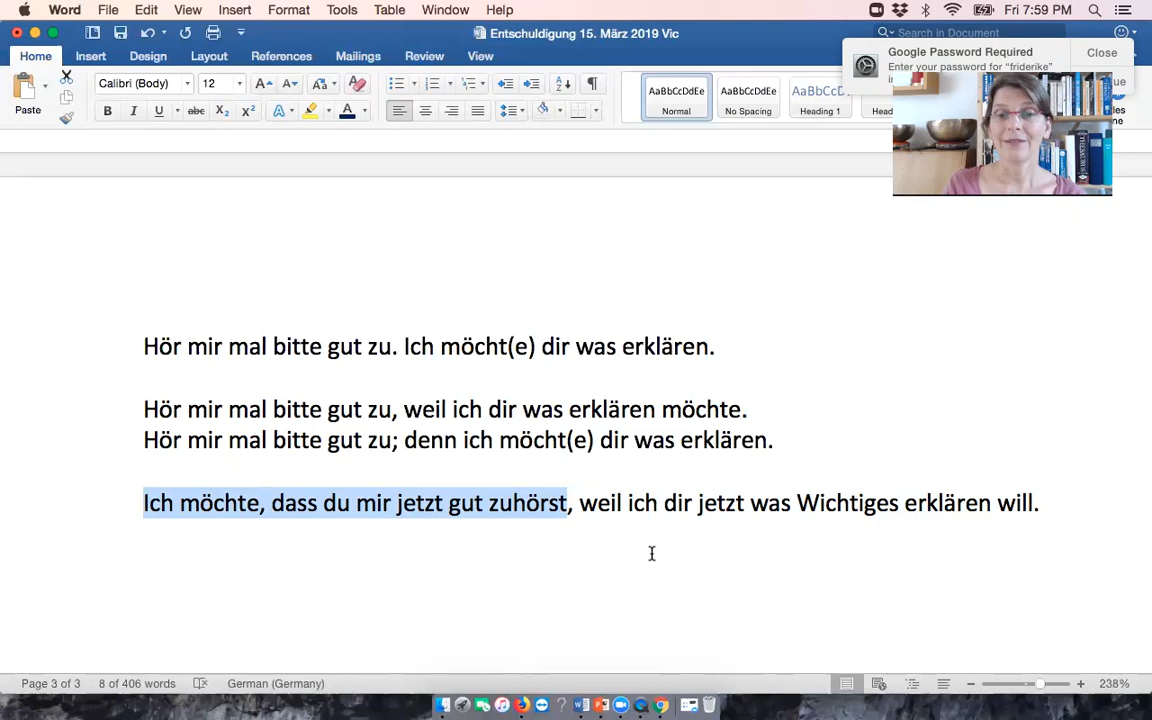 Word File Edit View Insert Format Tools Table Window Help Fri 7:59 PM
Entschuldigung 15. März 2019 Vic
Search in Document
Google Password Required
Enter your password for “friderike”
Close
Home Insert Design Layout References Mailings Review View
Paste
Calibri (Body) 12
B I U abc X2 X2
AaBbCcDdEe AaBbCcDdEe AaBbCcDd
Normal No Spacing Heading 1
Hör mir mal bitte gut zu. Ich möcht(e) dir was erklären.
Hör mir mal bitte gut zu, weil ich dir was erklären möchte.
Hör mir mal bitte gut zu; denn ich möcht(e) dir was erklären.
Ich möchte, dass du mir jetzt gut zuhörst, weil ich dir jetzt was Wichtiges erklären will.
Page 3 of 3 8 of 406 words German (Germany) 238%